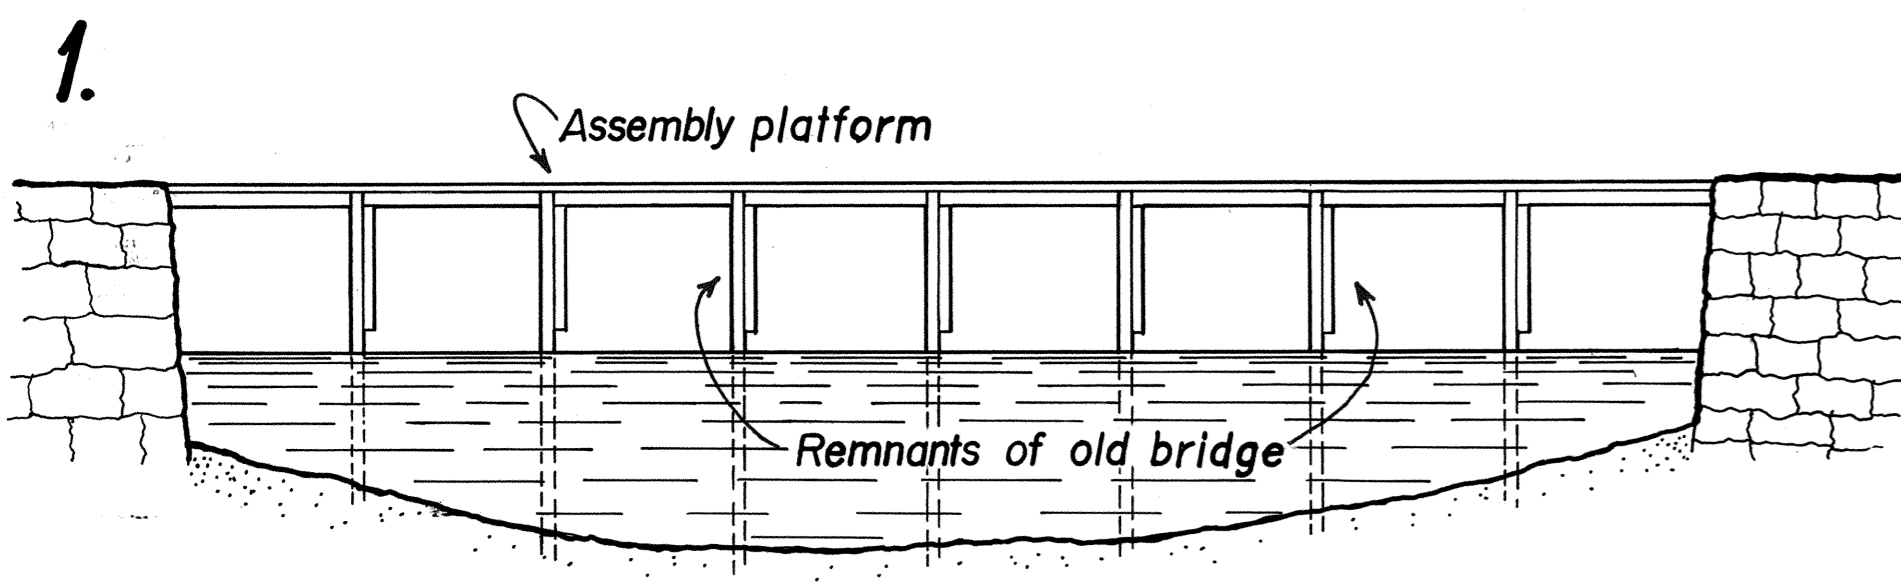 1.
Assembly platform
Remnants of old bridge